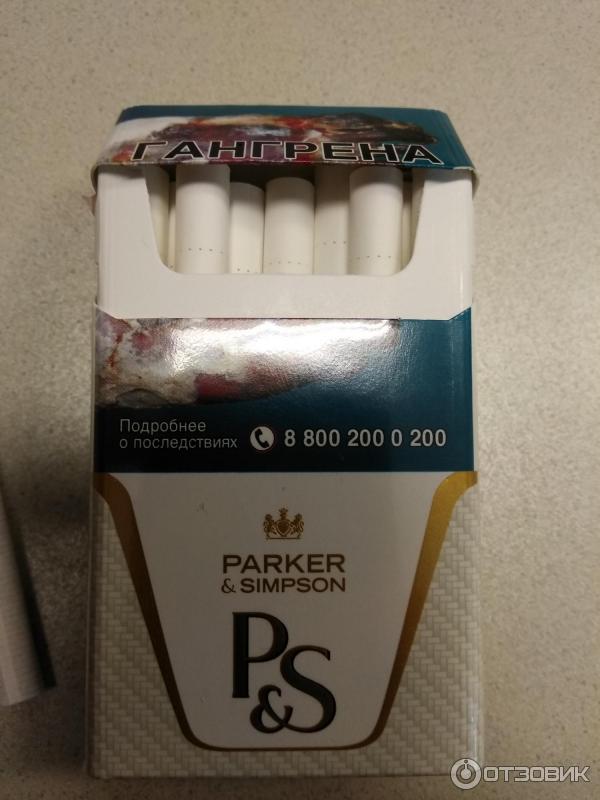 ГАНГРЕНА
Подробнее
о последствиях
8 800 200 0 200
PARKER
& SIMPSON
P&S
ОТЗОВИК